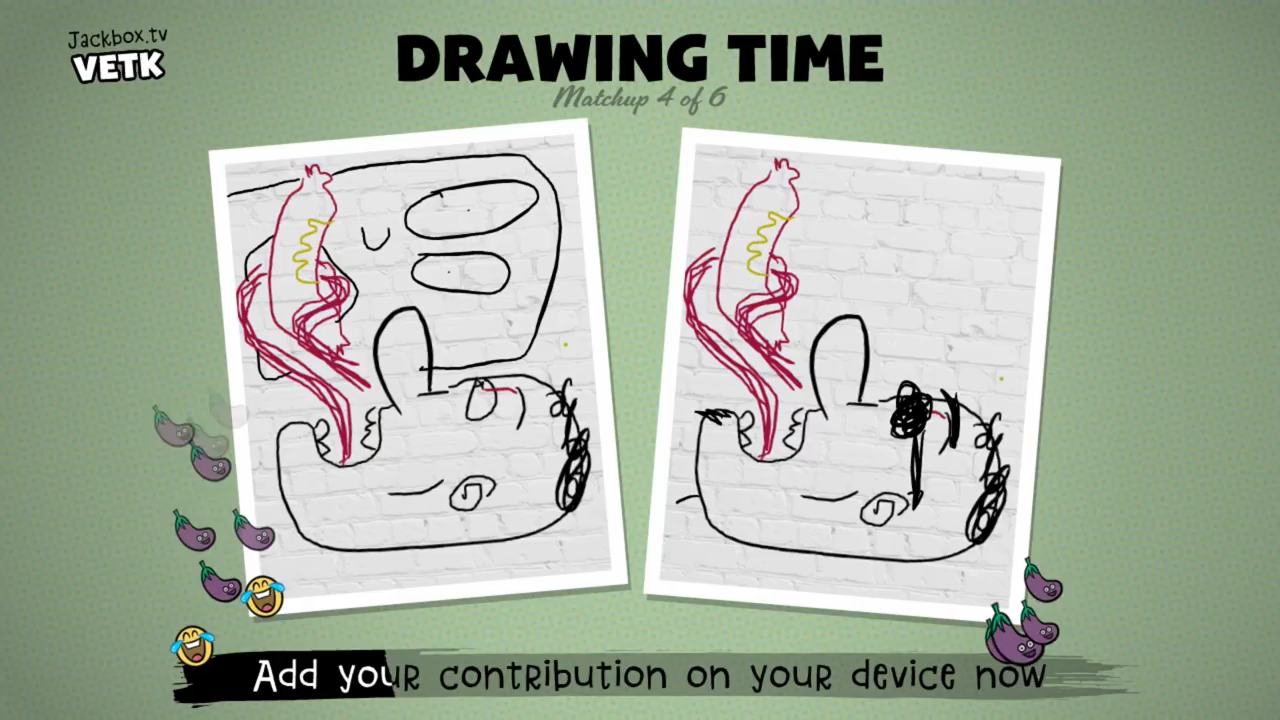 Jackbox.tv
VETK
DRAWING TIME
Matchup 4 of 6
Add your contribution on your device now